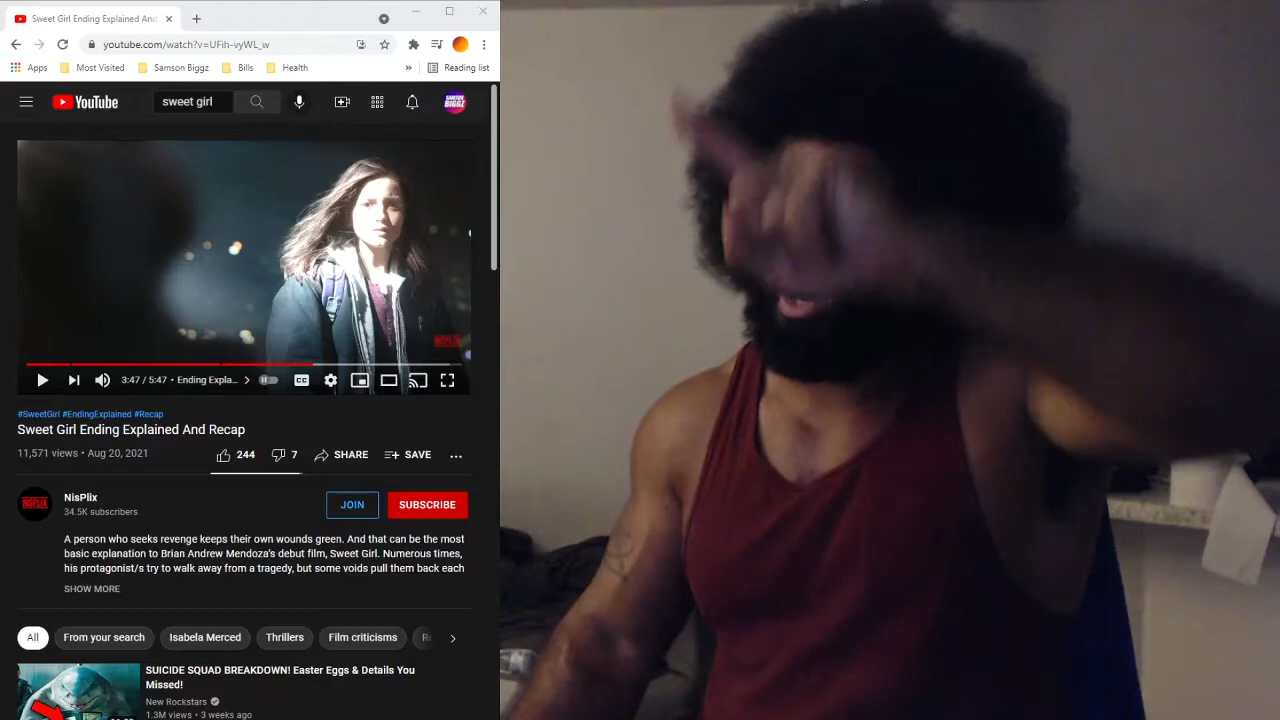 Sweet Girl Ending Explained And
youtube.com/watch?v=UFih-vyWL_w
Apps
Most Visited
Samson Biggz
Bills
Health
»
Reading list
YouTube
sweet girl
SAMSON BIGGZ
NISPLIX
3:47 / 5:47 • Ending Expla...
CC
#SweetGirl #EndingExplained #Recap
Sweet Girl Ending Explained And Recap
11,571 views • Aug 20, 2021
244
7
SHARE
SAVE
NISPLIX
NisPlix
34.5K subscribers
JOIN
SUBSCRIBE
A person who seeks revenge keeps their own wounds green. And that can be the most
basic explanation to Brian Andrew Mendoza's debut film, Sweet Girl. Numerous times,
his protagonist/s try to walk away from a tragedy, but some voids pull them back each
SHOW MORE
All
From your search
Isabela Merced
Thrillers
Film criticisms
SUICIDE SQUAD BREAKDOWN! Easter Eggs & Details You
Missed!
New Rockstars
1.3M views • 3 weeks ago